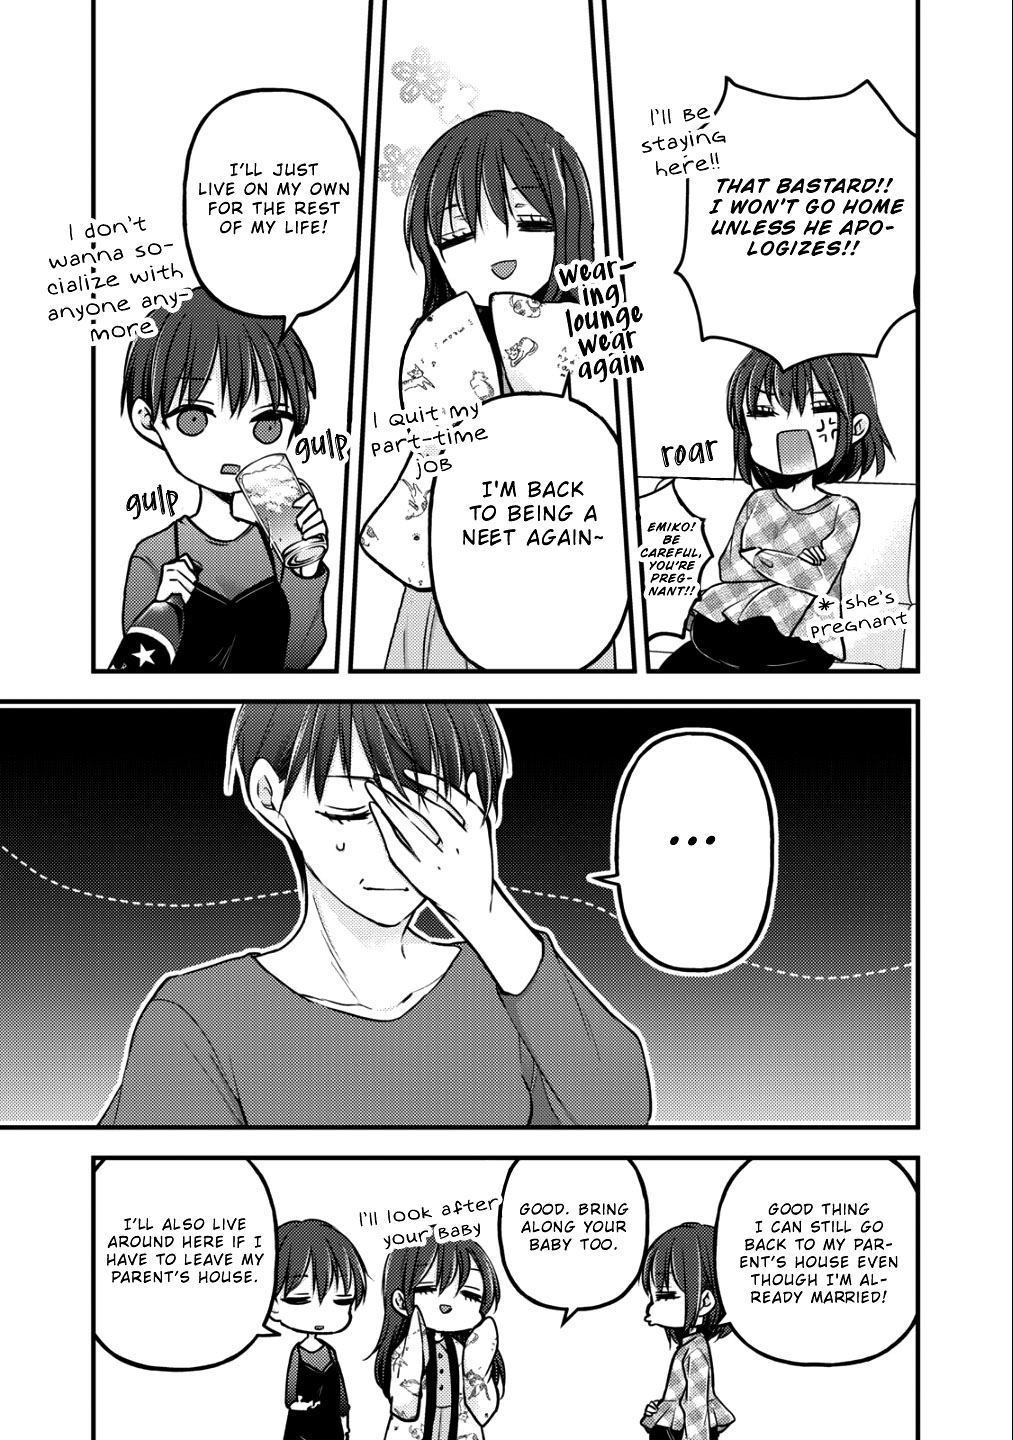 I'll be
staying
here!!
THAT BASTARD!!
I WON'T GO HOME
UNLESS HE APO-
LOGIZES!!
roar
EMIKO!
BE
CAREFUL,
YOU'RE
PREG-
NANT!!
* she's
pregnant
wear-
ing
lounge
wear
again
I quit my
part-time
job
I'M BACK
TO BEING A
NEET AGAIN~
I'LL JUST
LIVE ON MY OWN
FOR THE REST
OF MY LIFE!
I don't
wanna so-
cialize with
anyone any-
more
gulp
gulp
...
GOOD THING
I CAN STILL GO
BACK TO MY PAR-
ENT'S HOUSE EVEN
THOUGH I'M AL-
READY MARRIED!
GOOD. BRING
ALONG YOUR
BABY TOO.
I'll look after
your baby
I'LL ALSO LIVE
AROUND HERE IF I
HAVE TO LEAVE MY
PARENT'S HOUSE.